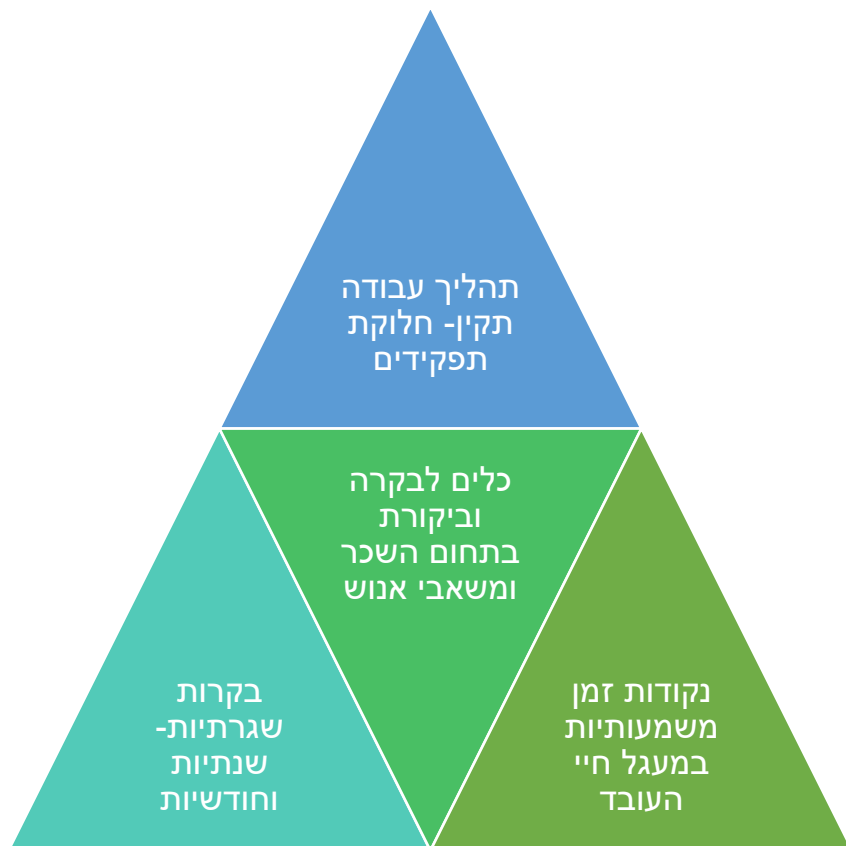 תהליך עבודה
תקין- חלוקת
תפקידים
כלים לבקרה
וביקורת
בתחום השכר
ומשאבי אנוש
נקודות זמן
משמעותיות
במעגל חיי
העובד
בקרות
שגרתיות-
שנתיות
וחודשיות